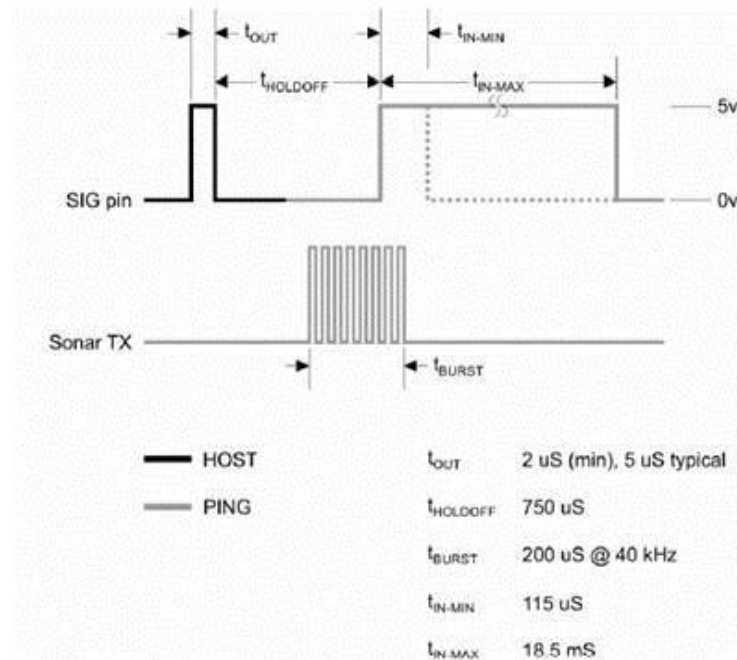 tOUT tIN-MIN
tHOLDOFF tIN-MAX
5v
SIG pin 0v
Sonar TX
tBURST
HOST tOUT 2 uS (min), 5 uS typical
PING tHOLDOFF 750 uS
tBURST 200 uS @ 40 kHz
tIN-MIN 115 uS
tIN-MAX 18.5 mS